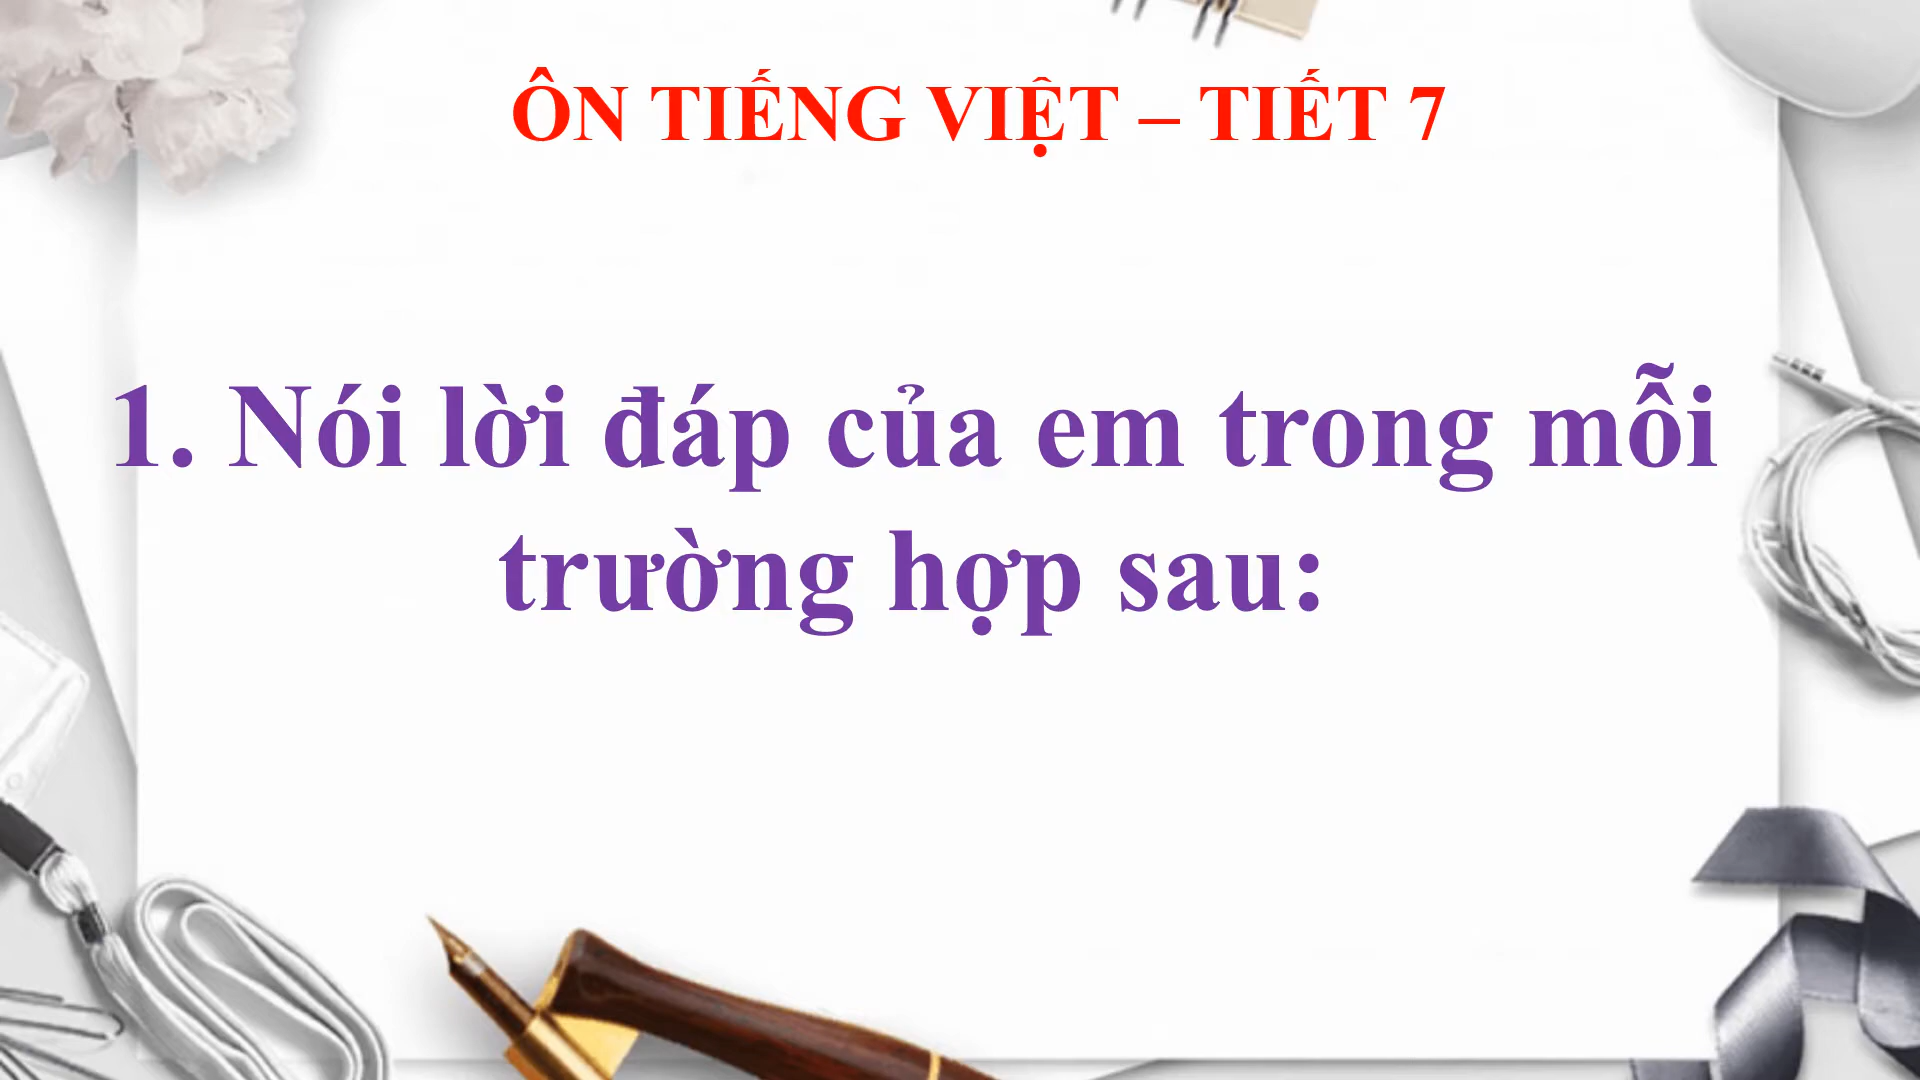 ÔN TIẾNG VIỆT – TIẾT 7
1. Nói lời đáp của em trong mỗi
trường hợp sau: